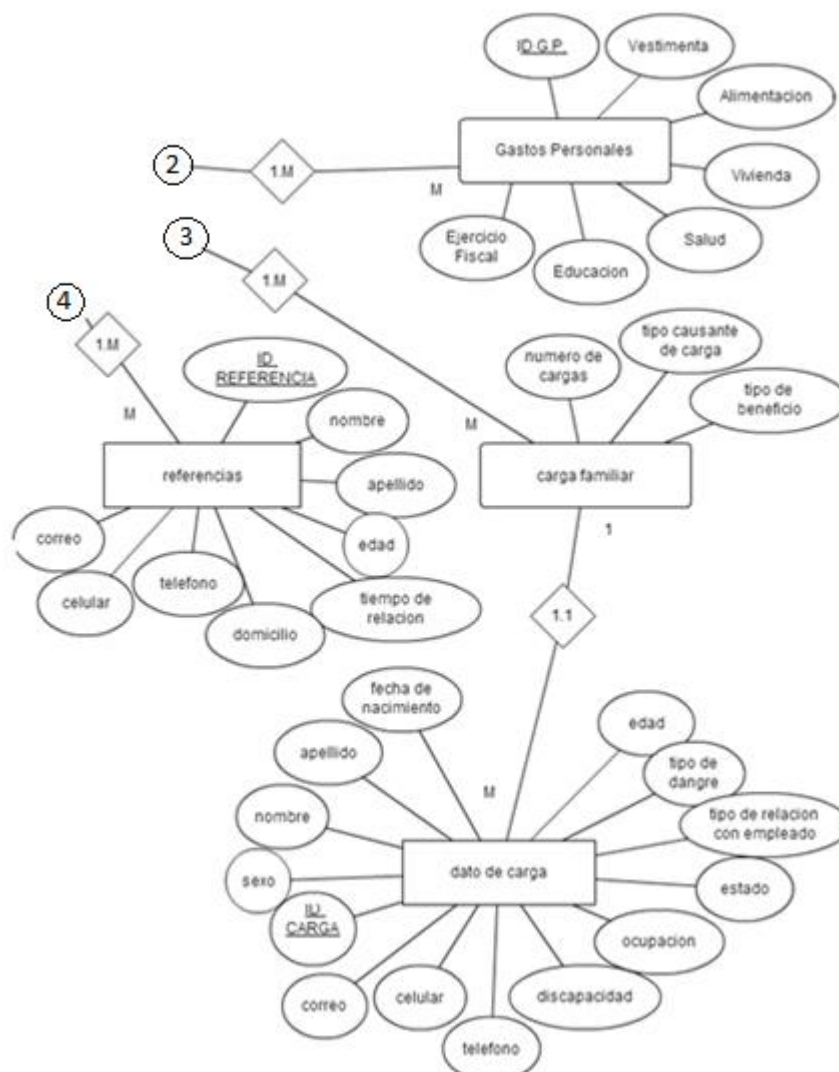 ID G.P.
Vestimenta
Alimentacion
Gastos Personales
2
1.M
M
Vivienda
Ejercicio
Fiscal
Educacion
Salud
3
1.M
4
1.M
M
ID
REFERENCIA
nombre
referencias
apellido
correo
edad
celular
telefono
tiempo de
relacion
domicilio
numero de
cargas
tipo causante
de carga
tipo de
beneficio
M
carga familiar
1
1.1
M
fecha de
nacimiento
edad
apellido
tipo de
dangre
nombre
tipo de relacion
con empleado
sexo
dato de carga
estado
ID
CARGA
ocupacion
correo
celular
discapacidad
telefono